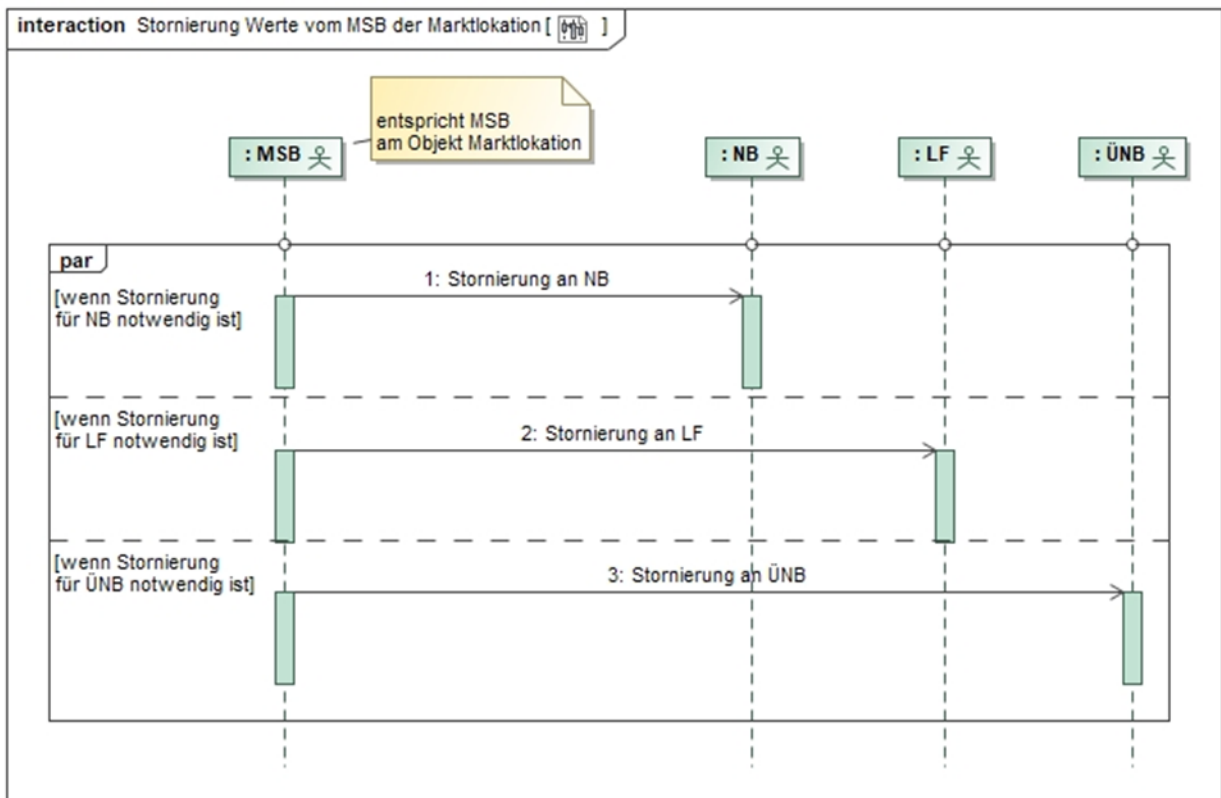 interaction Stornierung Werte vom MSB der Marktlokation [ ]
entspricht MSB
am Objekt Marktlokation
: MSB
: NB
: LF
: ÜNB
par
1: Stornierung an NB
[wenn Stornierung
für NB notwendig ist]
[wenn Stornierung
für LF notwendig ist]
2: Stornierung an LF
[wenn Stornierung
für ÜNB notwendig ist]
3: Stornierung an ÜNB